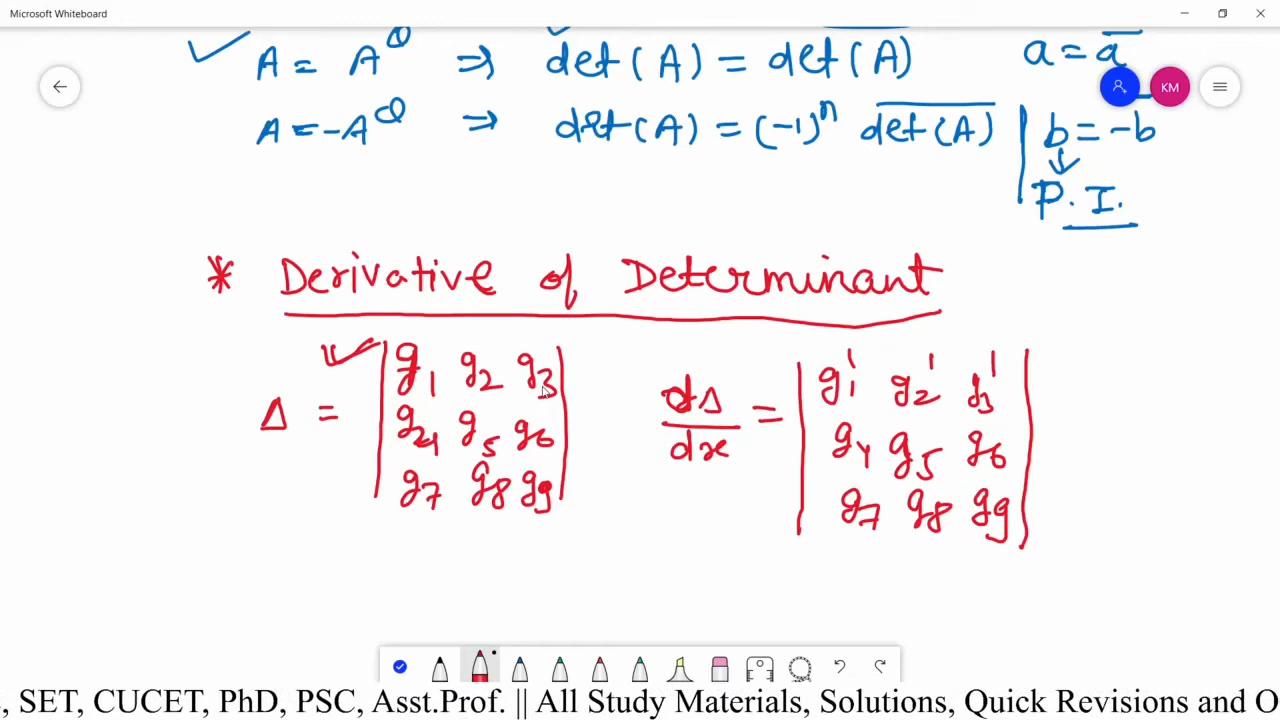 Microsoft Whiteboard
A = A^θ ⇒ det(A) = det(A) a = a̅
KM
A = -A^θ ⇒ det(A) = (-1)^n \overline{det(A)} b = -b
P.I.
* Derivative of Determinant
Δ = | g1 g2 g3 | dΔ/dx = | g1' g2' g3' |
| g4 g5 g6 | | g4 g5 g6 |
| g7 g8 g9 | | g7 g8 g9 |
, SET, CUCET, PhD, PSC, Asst.Prof. || All Study Materials, Solutions, Quick Revisions and O